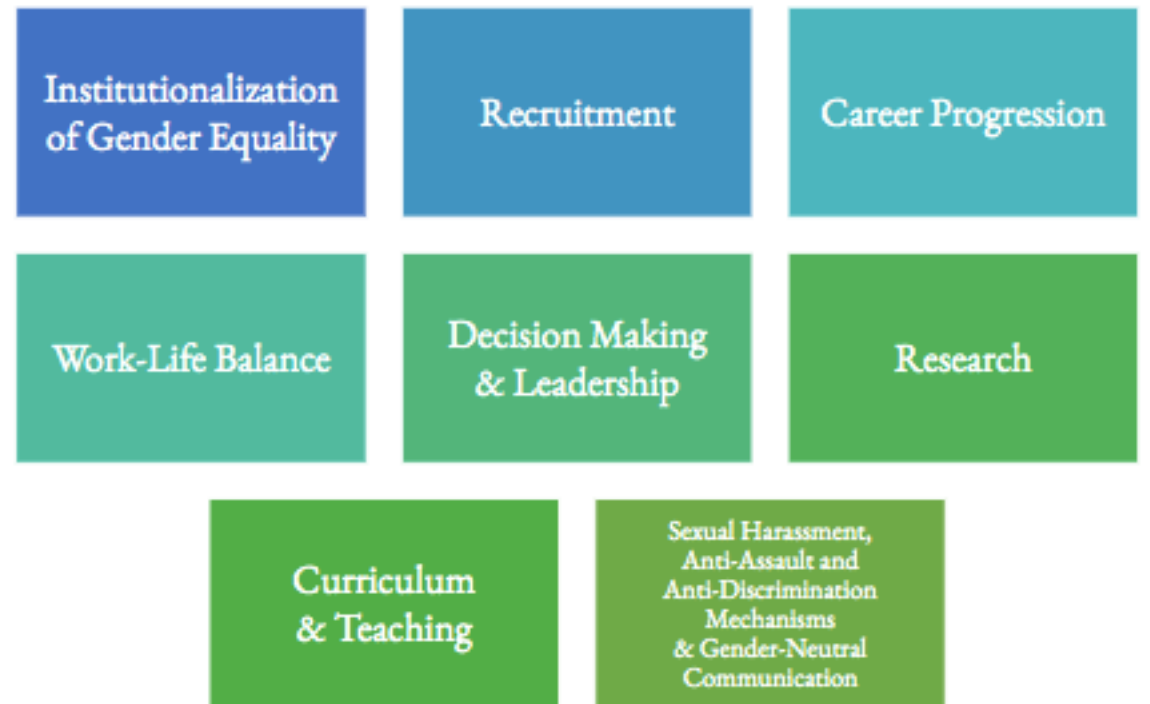 Institutionalization
of Gender Equality
Recruitment
Career Progression
Work-Life Balance
Decision Making
& Leadership
Research
Curriculum
& Teaching
Sexual Harassment,
Anti-Assault and
Anti-Discrimination
Mechanisms
& Gender-Neutral
Communication